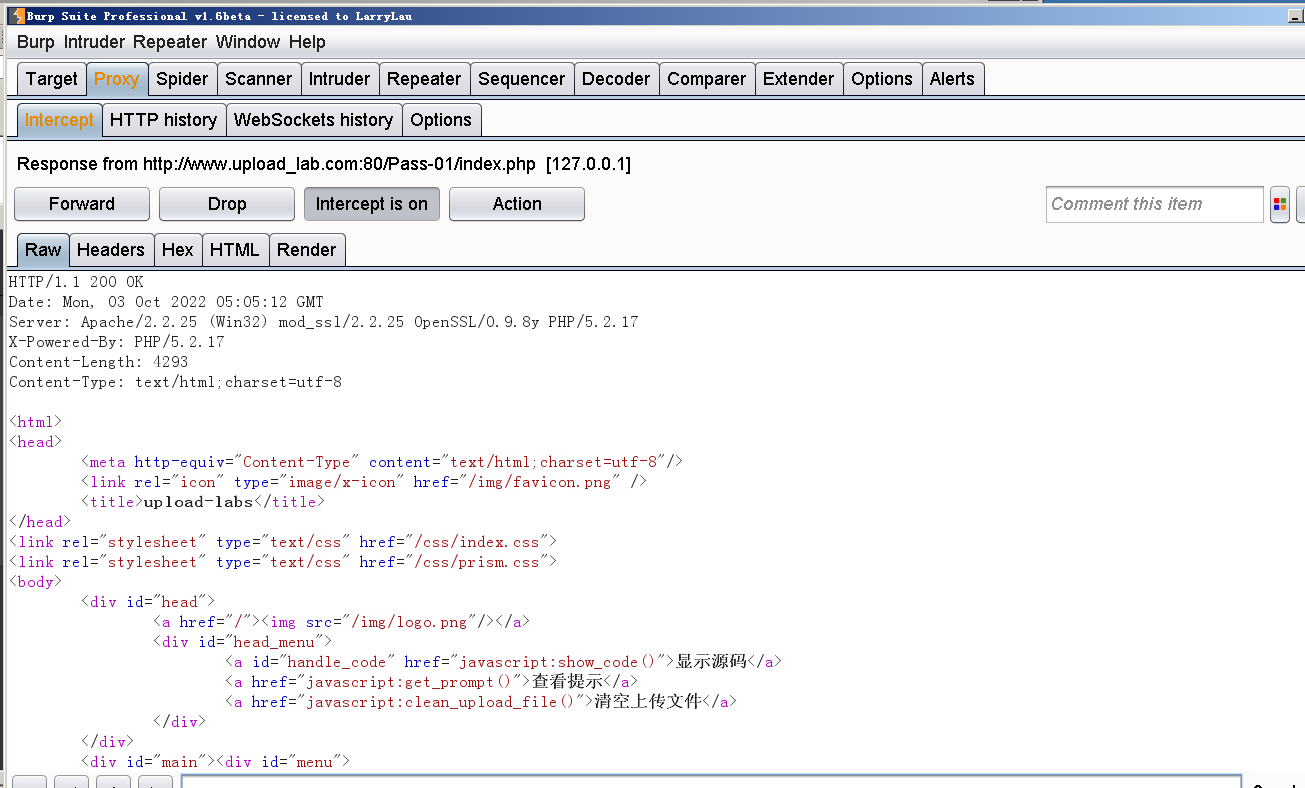 Burp Suite Professional v1.6beta - licensed to LarryLau
Burp Intruder Repeater Window Help
Target Proxy Spider Scanner Intruder Repeater Sequencer Decoder Comparer Extender Options Alerts
Intercept HTTP history WebSockets history Options
Response from http://www.upload_lab.com:80/Pass-01/index.php [127.0.0.1]
Forward Drop Intercept is on Action Comment this item
Raw Headers Hex HTML Render
HTTP/1.1 200 OK
Date: Mon, 03 Oct 2022 05:05:12 GMT
Server: Apache/2.2.25 (Win32) mod_ssl/2.2.25 OpenSSL/0.9.8y PHP/5.2.17
X-Powered-By: PHP/5.2.17
Content-Length: 4293
Content-Type: text/html;charset=utf-8
<html>
<head>
<meta http-equiv="Content-Type" content="text/html;charset=utf-8"/>
<link rel="icon" type="image/x-icon" href="/img/favicon.png" />
<title>upload-labs</title>
</head>
<link rel="stylesheet" type="text/css" href="/css/index.css">
<link rel="stylesheet" type="text/css" href="/css/prism.css">
<body>
<div id="head">
<a href="/"><img src="/img/logo.png"/></a>
<div id="head_menu">
<a id="handle_code" href="javascript:show_code()">显示源码</a>
<a href="javascript:get_prompt()">查看提示</a>
<a href="javascript:clean_upload_file()">清空上传文件</a>
</div>
</div>
<div id="main"><div id="menu">